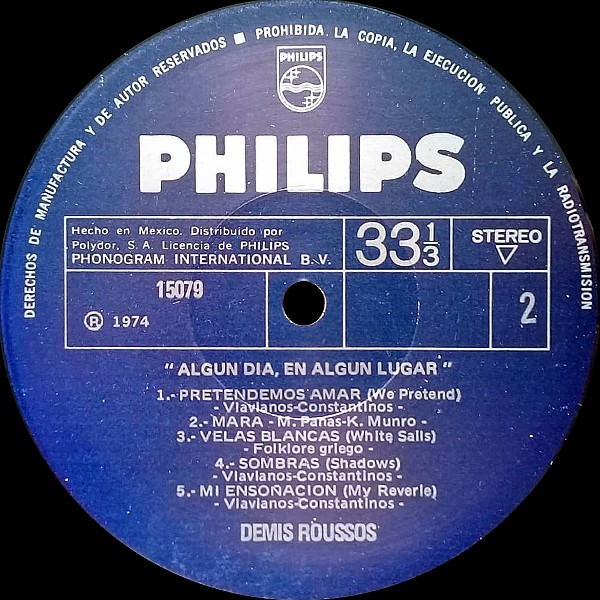 DERECHOS DE MANUFACTURA Y DE AUTOR RESERVADOS ■ PROHIBIDA LA COPIA, LA EJECUCION PUBLICA Y LA RADIOTRANSMISION
PHILIPS
PHILIPS
Hecho en Mexico. Distribuido por
Polydor, S. A. Licencia de PHILIPS
PHONOGRAM INTERNATIONAL B. V.
33 1/3
STEREO
15079
Ⓡ 1974
2
" ALGUN DIA, EN ALGUN LUGAR "
1.- PRETENDEMOS AMAR (We Pretend)
- Vlavianos-Constantinos -
2.- MARA - M. Panas-K. Munro -
3.- VELAS BLANCAS (White Sails)
- Folklore griego -
4.- SOMBRAS (Shadows)
- Vlavianos-Constantinos -
5.- MI ENSOÑACION (My Reverie)
- Vlavianos-Constantinos -
DEMIS ROUSSOS